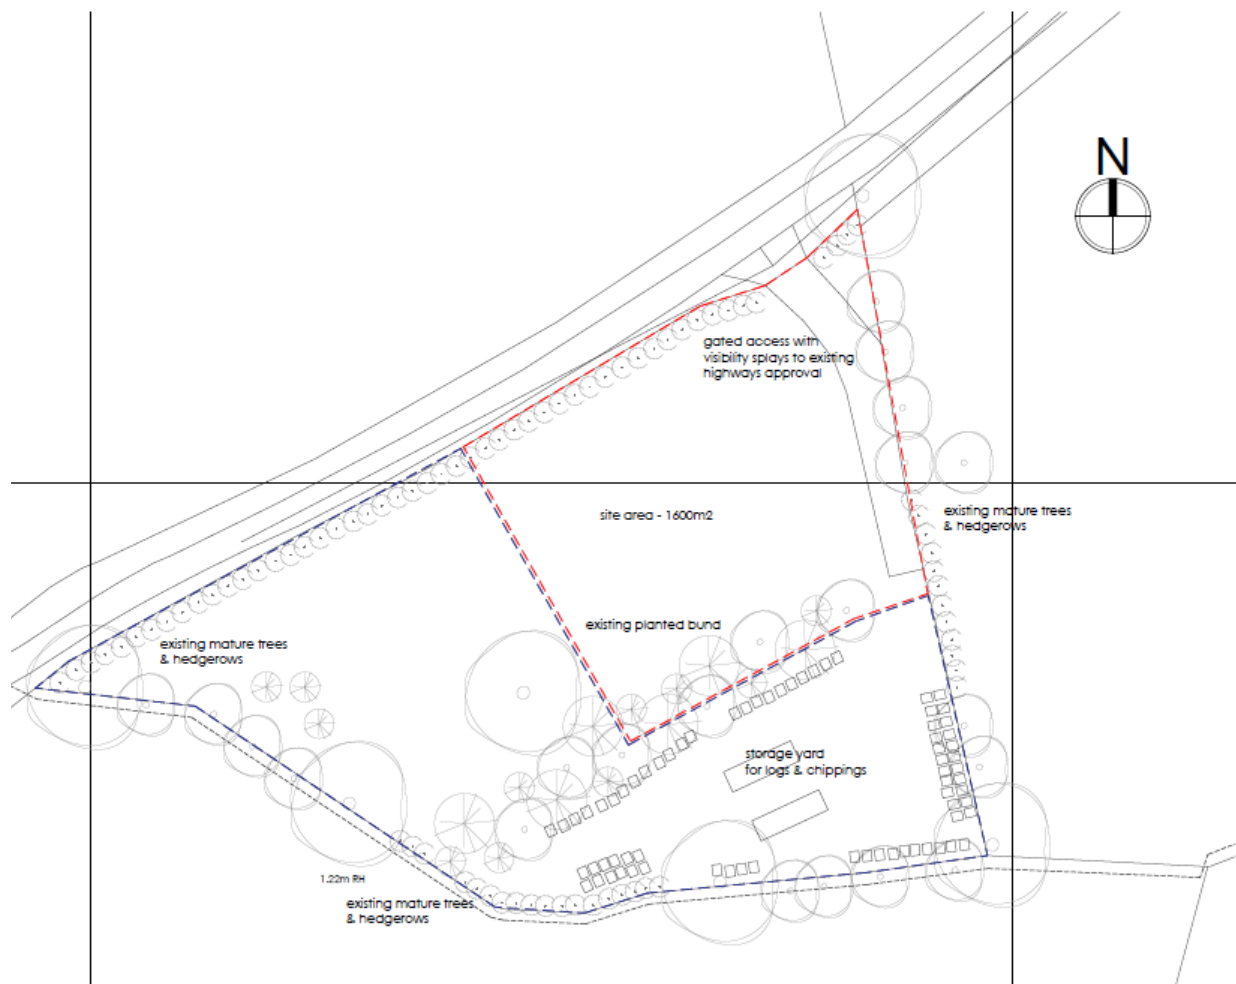 N
gated access with
visibility splays to existing
highways approval
site area - 1600m2
existing mature trees
& hedgerows
existing planted bund
existing mature trees
& hedgerows
storage yard
for logs & chippings
1.22m RH
existing mature trees
& hedgerows